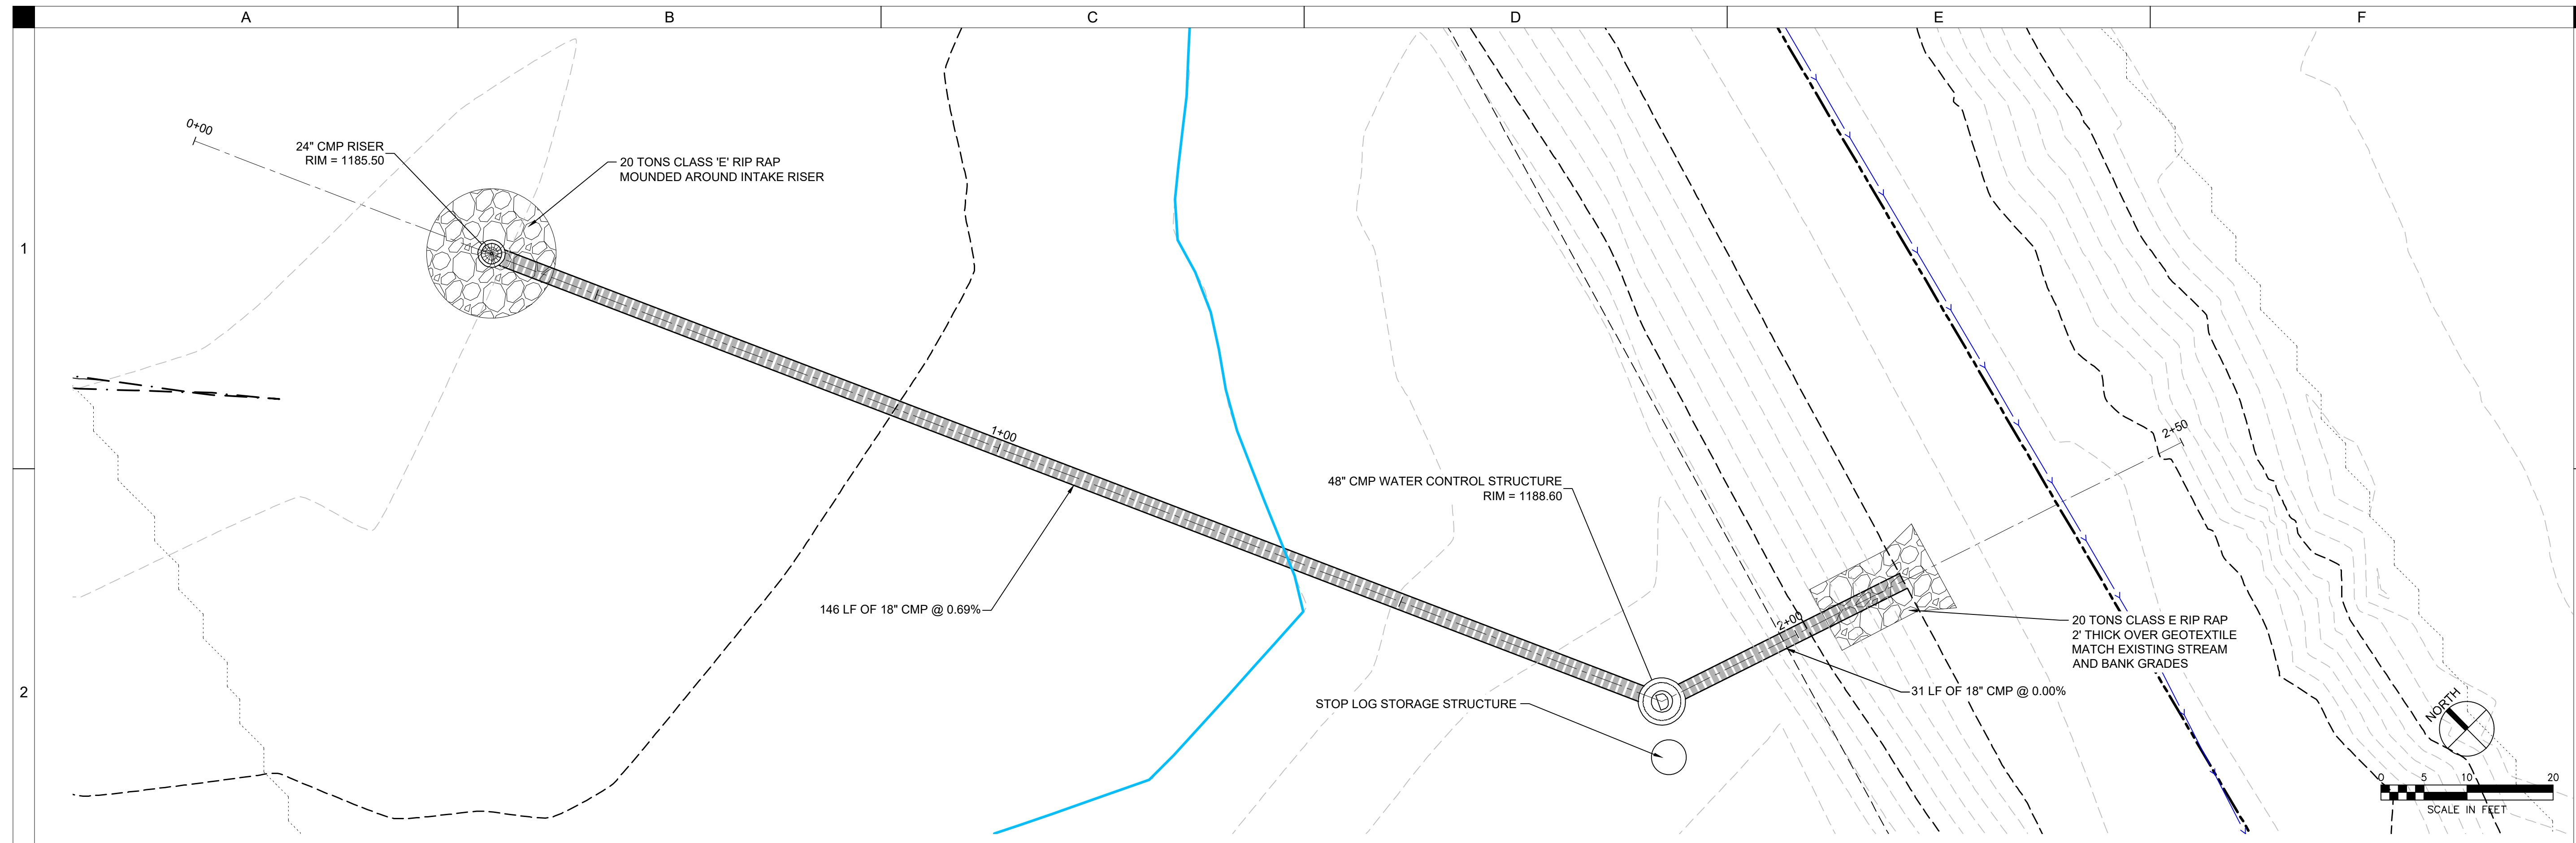 A
B
C
D
E
F
1
2
0+00
24" CMP RISER
RIM = 1185.50
20 TONS CLASS 'E' RIP RAP
MOUNDED AROUND INTAKE RISER
1+00
146 LF OF 18" CMP @ 0.69%
48" CMP WATER CONTROL STRUCTURE
RIM = 1188.60
STOP LOG STORAGE STRUCTURE
D
2+00
2+50
20 TONS CLASS E RIP RAP
2' THICK OVER GEOTEXTILE
MATCH EXISTING STREAM
AND BANK GRADES
31 LF OF 18" CMP @ 0.00%
NORTH
0 5 10 20
SCALE IN FEET